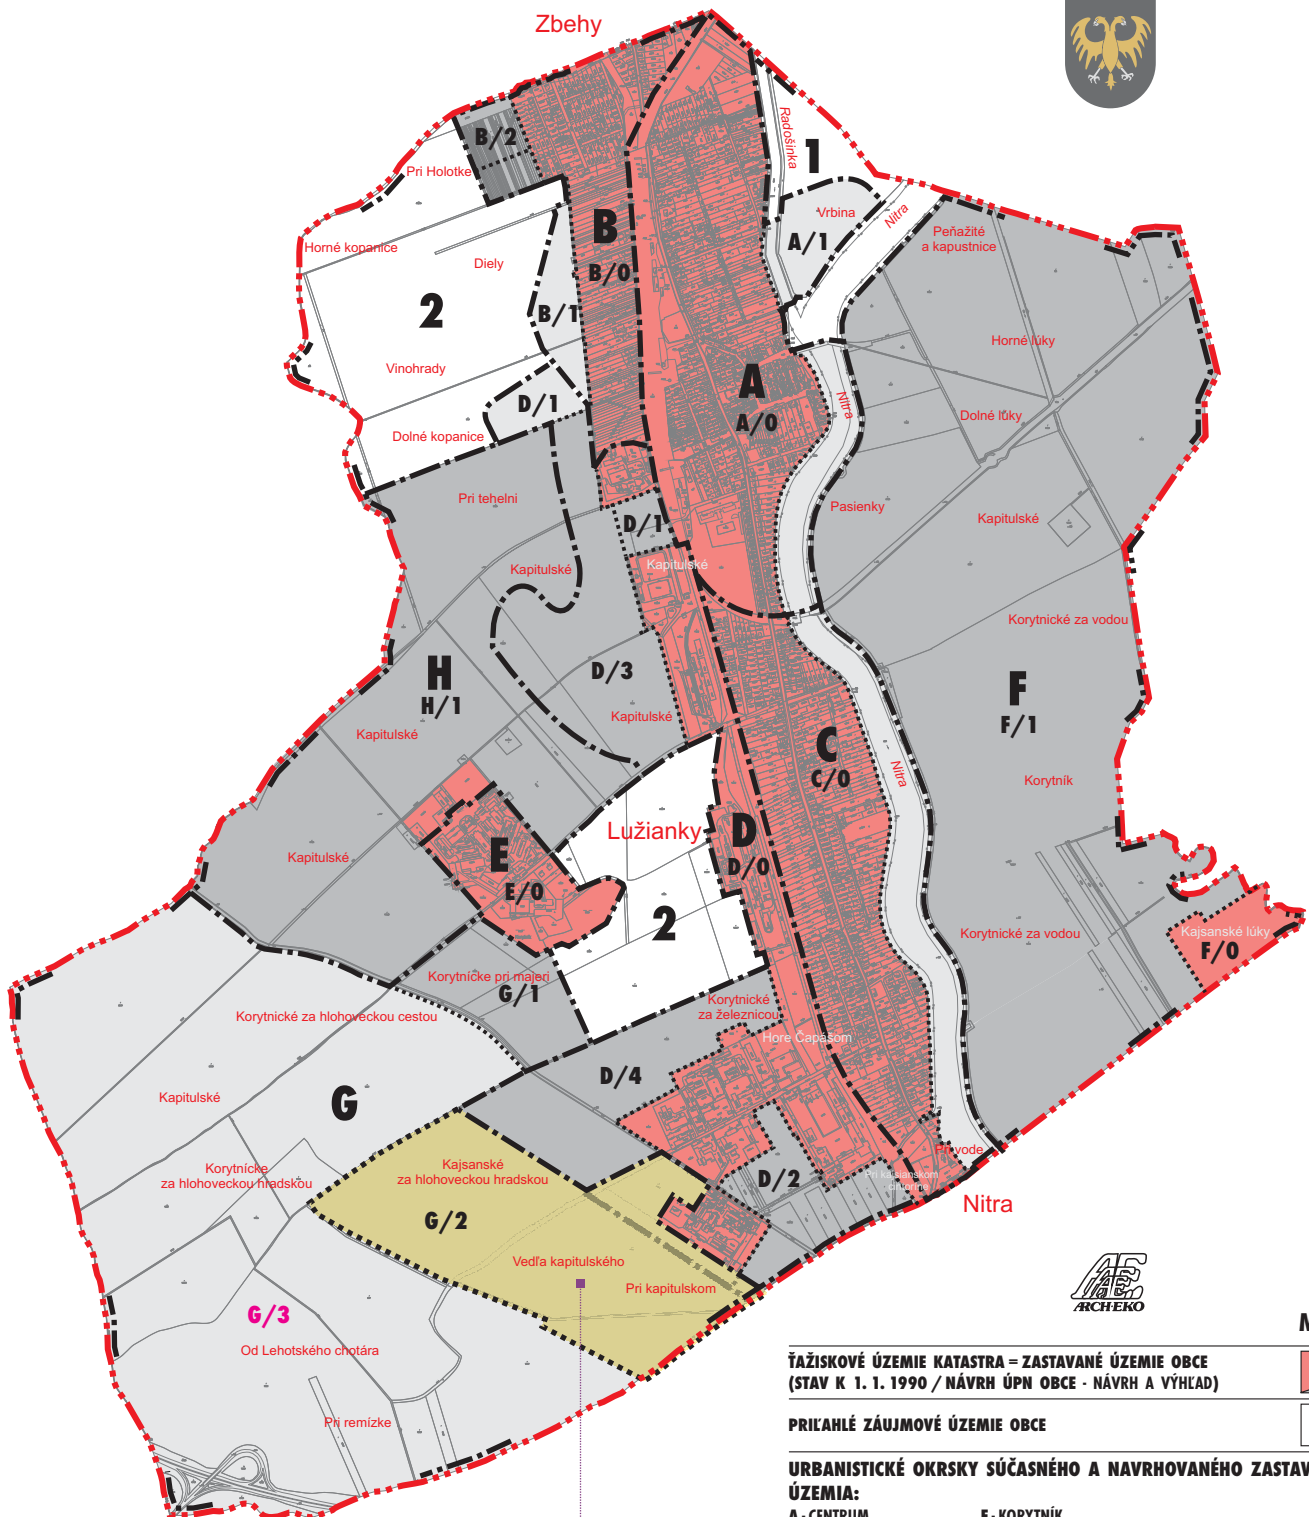 Zbehy
Radošinka
1
B/2
Pri Holotke
Vrbina
Nitra
A/1
B
Peňažité
a kapustnice
Horné kopanice
Diely
B/0
2
B/1
Horné lúky
Vinohrady
A
A/0
Nitra
D/1
Dolné lúky
Dolné kopanice
Pri tehelni
Pasienky
D/1
Kapitulské
Kapitulské
Kapitulské
Korytnické za vodou
H
H/1
D/3
F
F/1
Kapitulské
Kapitulské
C
C/0
Nitra
Korytník
Lužianky
D
D/0
Kapitulské
E
E/0
2
Korytnické za vodou
Kajsanské lúky
F/0
Korytnícke pri majeri
G/1
Korytnické
za železnicou
Korytnické za hlohoveckou cestou
Hore Čápašom
D/4
Kapitulské
G
Pri vode
Korytnícke
za hlohoveckou hradskou
Kajsanské
za hlohoveckou hradskou
D/2
Nitra
G/2
Vedľa kapitulského
Pri kapitulskom
G/3
Od Lehotského chotára
Pri remízke
ARCH-EKO
M
ŤAŽISKOVÉ ÚZEMIE KATASTRA = ZASTAVANÉ ÚZEMIE OBCE
(STAV K 1. 1. 1990 / NÁVRH ÚPN OBCE - NÁVRH A VÝHĽAD)
PRIĽAHLÉ ZÁUJMOVÉ ÚZEMIE OBCE
URBANISTICKÉ OKRSKY SÚČASNÉHO A NAVRHOVANÉHO ZASTAV
ÚZEMIA:
A - CENTRUM
F - KORYTNÍK